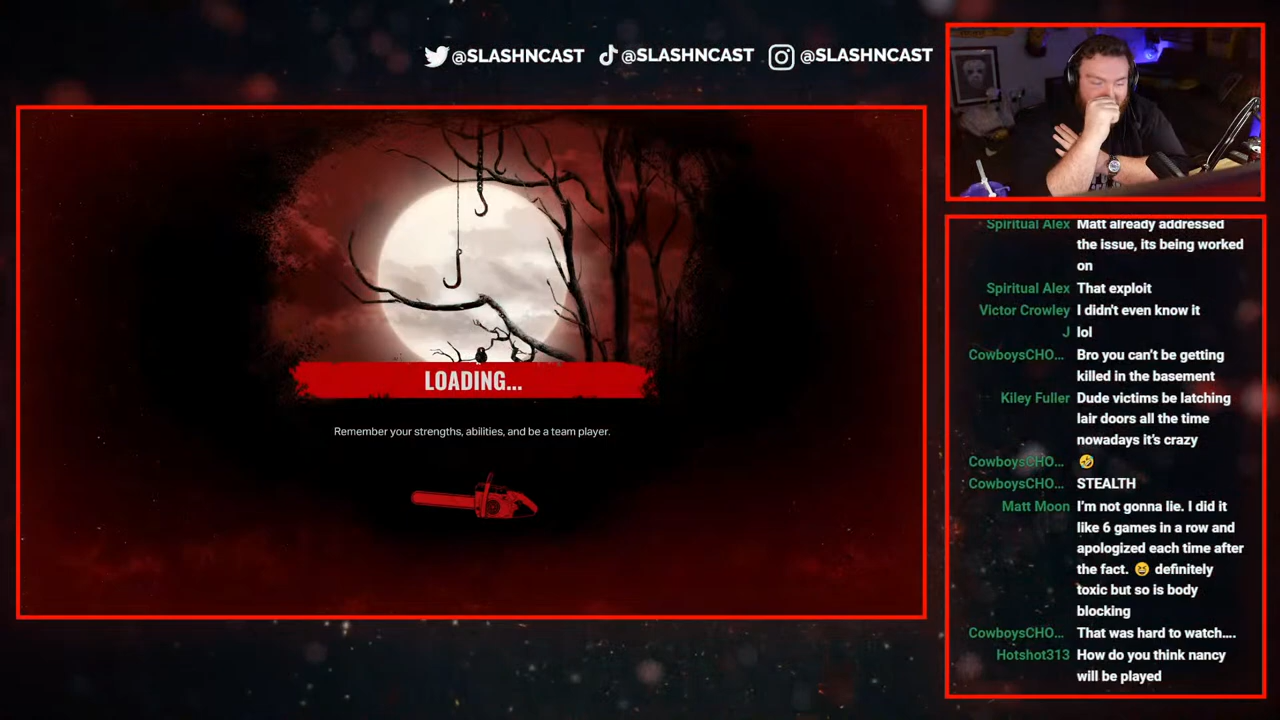 @SLASHNCAST @SLASHNCAST @SLASHNCAST
LOADING...
Remember your strengths, abilities, and be a team player.
Spiritual Alex Matt already addressed
the issue, its being worked
on
Spiritual Alex That exploit
Victor Crowley I didn't even know it
J lol
CowboysCHO... Bro you can't be getting
killed in the basement
Kiley Fuller Dude victims be latching
lair doors all the time
nowadays it's crazy
CowboysCHO... 🤣
CowboysCHO... STEALTH
Matt Moon I'm not gonna lie. I did it
like 6 games in a row and
apologized each time after
the fact. 😆 definitely
toxic but so is body
blocking
CowboysCHO... That was hard to watch....
Hotshot313 How do you think nancy
will be played